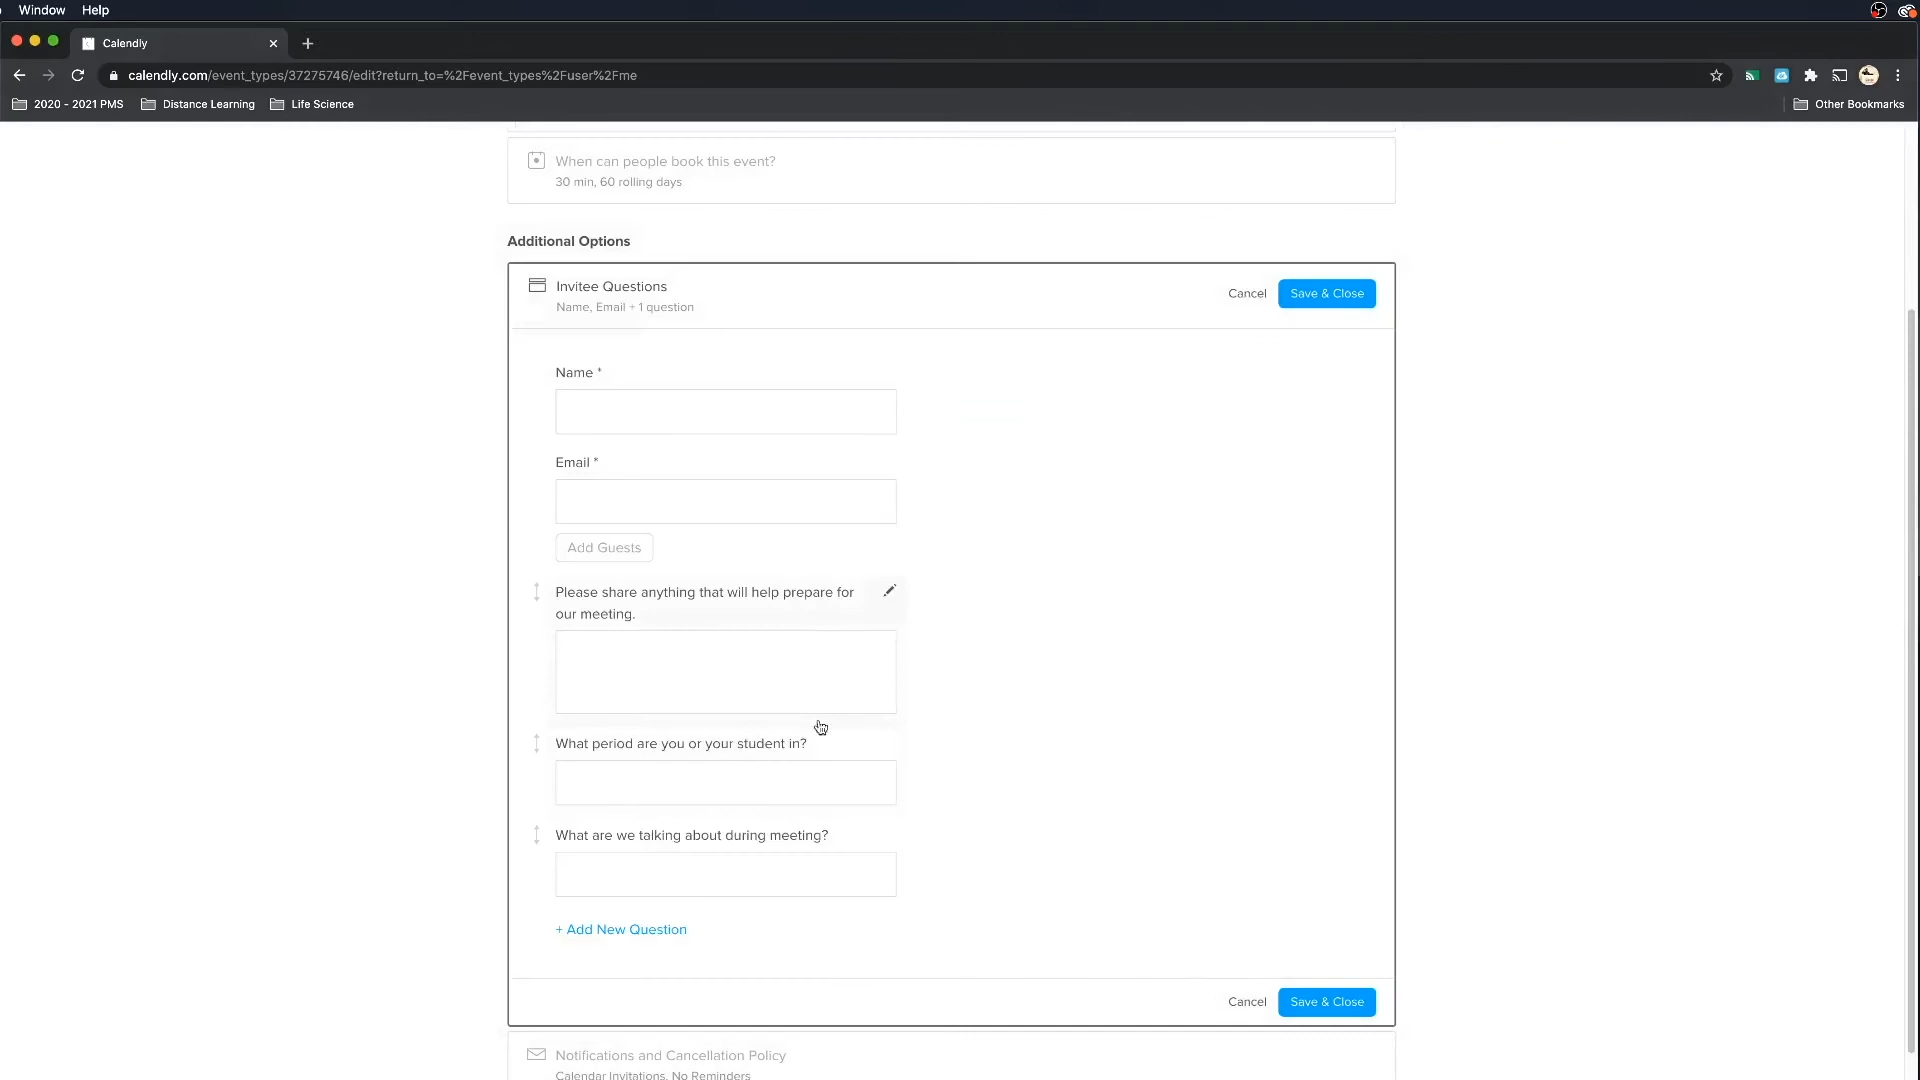 Window Help
Calendly
calendly.com/event_types/37275746/edit?return_to=%2Fevent_types%2Fuser%2Fme
2020 - 2021 PMS Distance Learning Life Science Other Bookmarks
When can people book this event?
30 min, 60 rolling days
Additional Options
Invitee Questions
Name, Email + 1 question
Cancel Save & Close
Name *
Email *
Add Guests
Please share anything that will help prepare for
our meeting.
What period are you or your student in?
What are we talking about during meeting?
+ Add New Question
Cancel Save & Close
Notifications and Cancellation Policy
Calendar Invitations, No Reminders